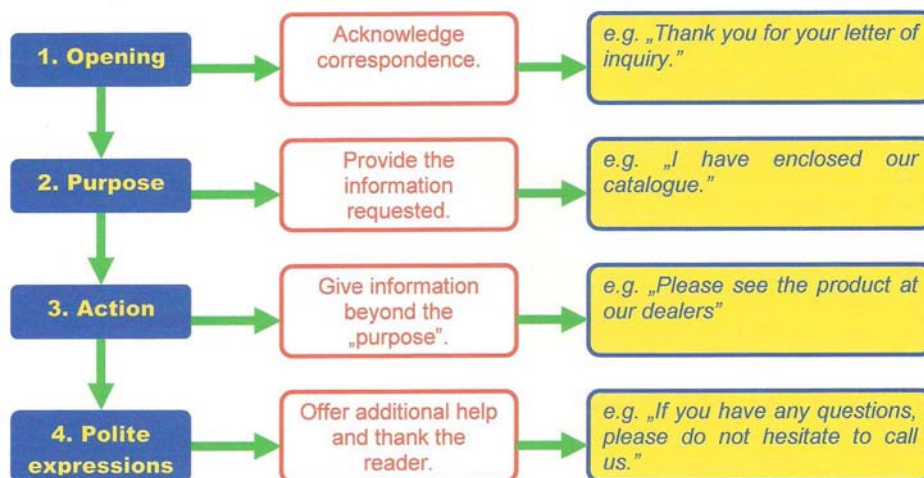 1. Opening
Acknowledge
correspondence.
e.g. „Thank you for your letter of
inquiry.”
2. Purpose
Provide the
information
requested.
e.g. „I have enclosed our
catalogue.”
3. Action
Give information
beyond the
„purpose”.
e.g. „Please see the product at
our dealers”
4. Polite
expressions
Offer additional help
and thank the
reader.
e.g. „If you have any questions,
please do not hesitate to call
us.”